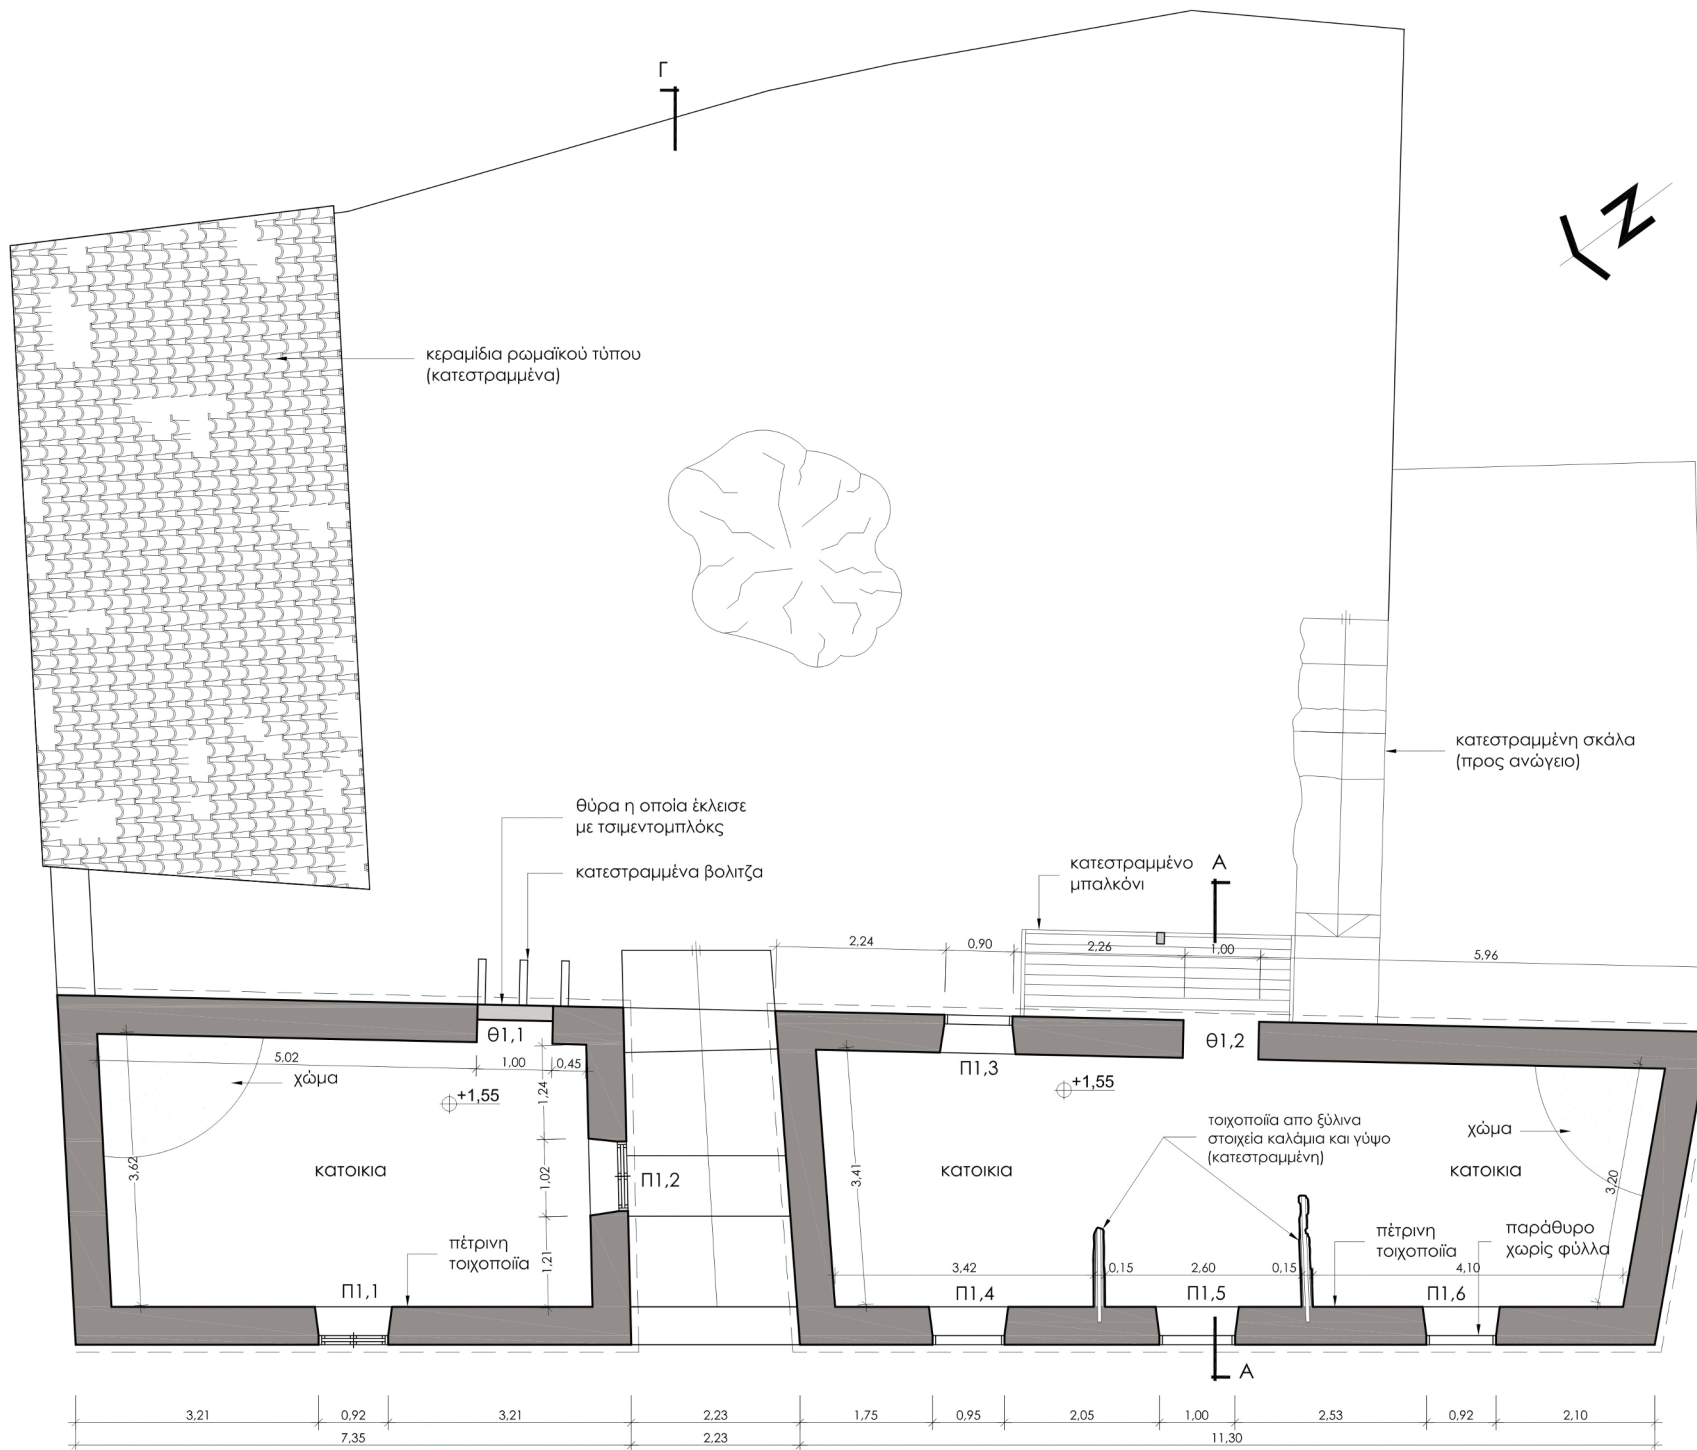 Γ
N
κεραμίδια ρωμαϊκού τύπου
(κατεστραμμένα)
κατεστραμμένη σκάλα
(προς ανώγειο)
θύρα η οποία έκλεισε
με τσιμεντομπλόκς
κατεστραμμένα βολιτζα
κατεστραμμένο
μπαλκόνι
A
2,24
0,90
2,26
1,00
5,96
θ1,1
θ1,2
5,02
1,00
0,45
Π1,3
χώμα
+1,55
+1,55
1,24
τοιχοποιϊα απο ξύλινα
στοιχεία καλάμια και γύψο
(κατεστραμμένη)
χώμα
3,62
κατοικια
1,02
Π1,2
3,41
κατοικια
κατοικια
3,20
πέτρινη
τοιχοποιϊα
1,21
πέτρινη
τοιχοποιϊα
παράθυρο
χωρίς φύλλα
3,42
0,15
2,60
0,15
4,10
Π1,1
Π1,4
Π1,5
Π1,6
A
3,21
0,92
3,21
2,23
1,75
0,95
2,05
1,00
2,53
0,92
2,10
7,35
2,23
11,30